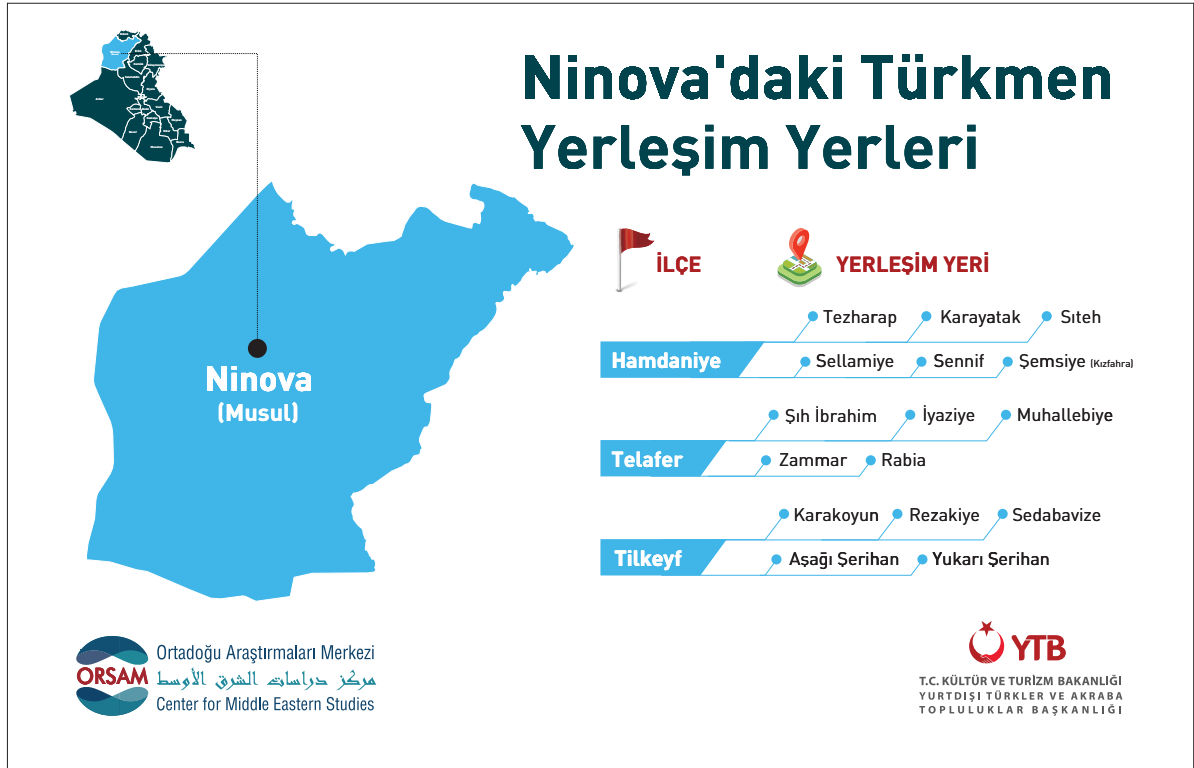 Ninova'daki Türkmen
Yerleşim Yerleri
Ninova
(Musul)
İLÇE
YERLEŞİM YERİ
Tezharap
Karayatak
Sıteh
Hamdaniye
Sellamiye
Sennif
Şemsiye (Kızfahra)
Şıh İbrahim
İyaziye
Muhallebiye
Telafer
Zammar
Rabia
Karakoyun
Rezakiye
Sedabavize
Tilkeyf
Aşağı Şerihan
Yukarı Şerihan
ORSAM
Ortadoğu Araştırmaları Merkezi
مركز دراسات الشرق الأوسط
Center for Middle Eastern Studies
YTB
T.C. KÜLTÜR VE TURİZM BAKANLIĞI
YURTDIŞI TÜRKLER VE AKRABA
TOPLULUKLAR BAŞKANLIĞI